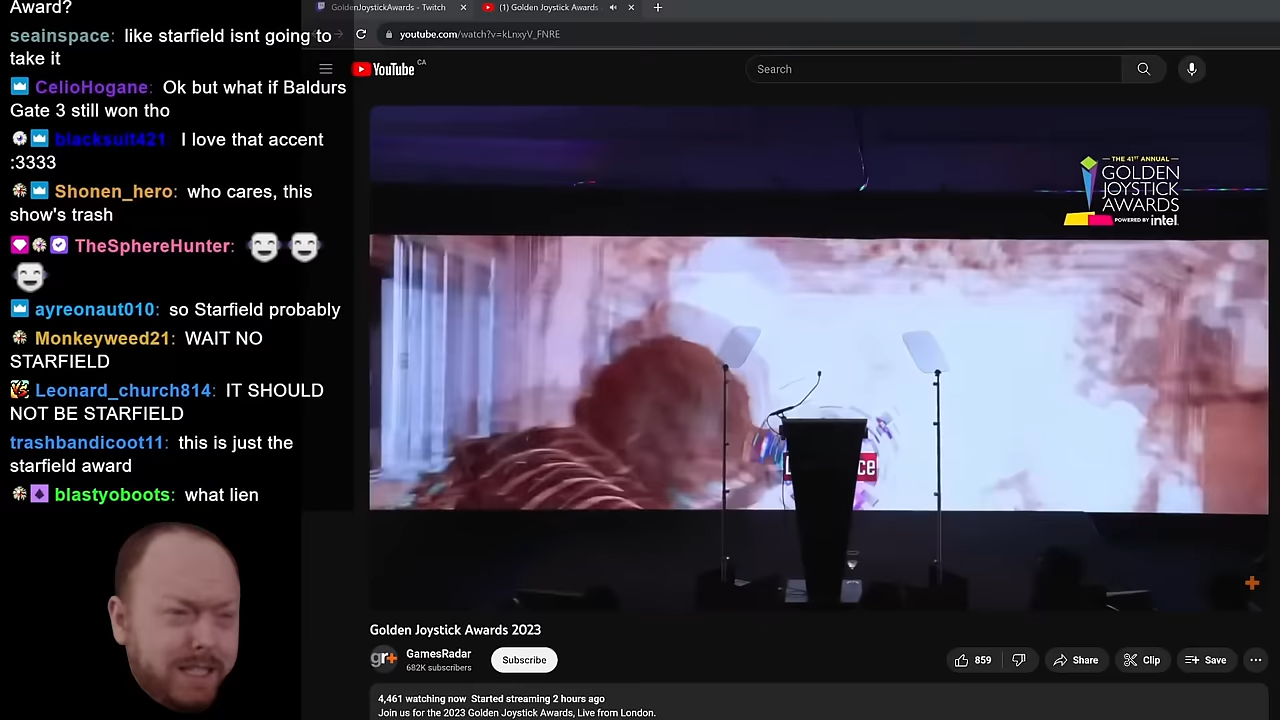 Award?
seainspace: like starfield isnt going to
take it
CelioHogane: Ok but what if Baldurs
Gate 3 still won tho
blacksuit421 I love that accent
:3333
Shonen_hero: who cares, this
show's trash
TheSphereHunter:
ayreonaut010: so Starfield probably
Monkeyweed21: WAIT NO
STARFIELD
Leonard_church814: IT SHOULD
NOT BE STARFIELD
trashbandicoot11: this is just the
starfield award
blastyoboots: what lien
GoldenJoystickAwards - Twitch
(1) Golden Joystick Awards
youtube.com/watch?v=kLnxyV_FNRE
YouTube CA
Search
THE 41ST ANNUAL
GOLDEN
JOYSTICK
AWARDS
POWERED BY intel.
Golden Joystick Awards 2023
gr+
GamesRadar
682K subscribers
Subscribe
859
Share
Clip
Save
4,461 watching now Started streaming 2 hours ago
Join us for the 2023 Golden Joystick Awards, Live from London.